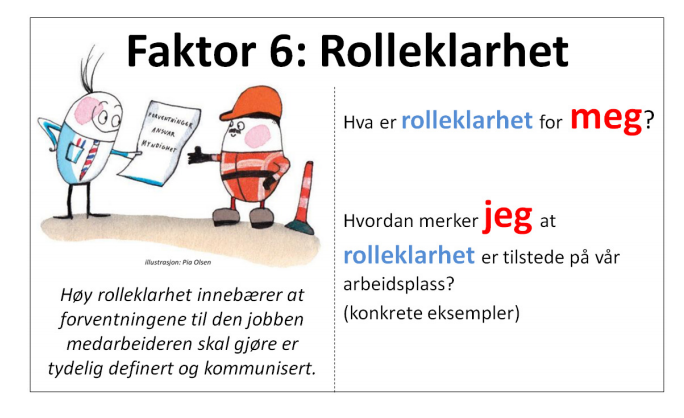 Faktor 6: Rolleklarhet
FORVENTNINGER
ANSVAR
MYNDIGHET
illustrasjon: Pia Olsen
Høy rolleklarhet innebærer at
forventningene til den jobben
medarbeideren skal gjøre er
tydelig definert og kommunisert.
Hva er rolleklarhet for meg?
Hvordan merker jeg at
rolleklarhet er tilstede på vår
arbeidsplass?
(konkrete eksempler)